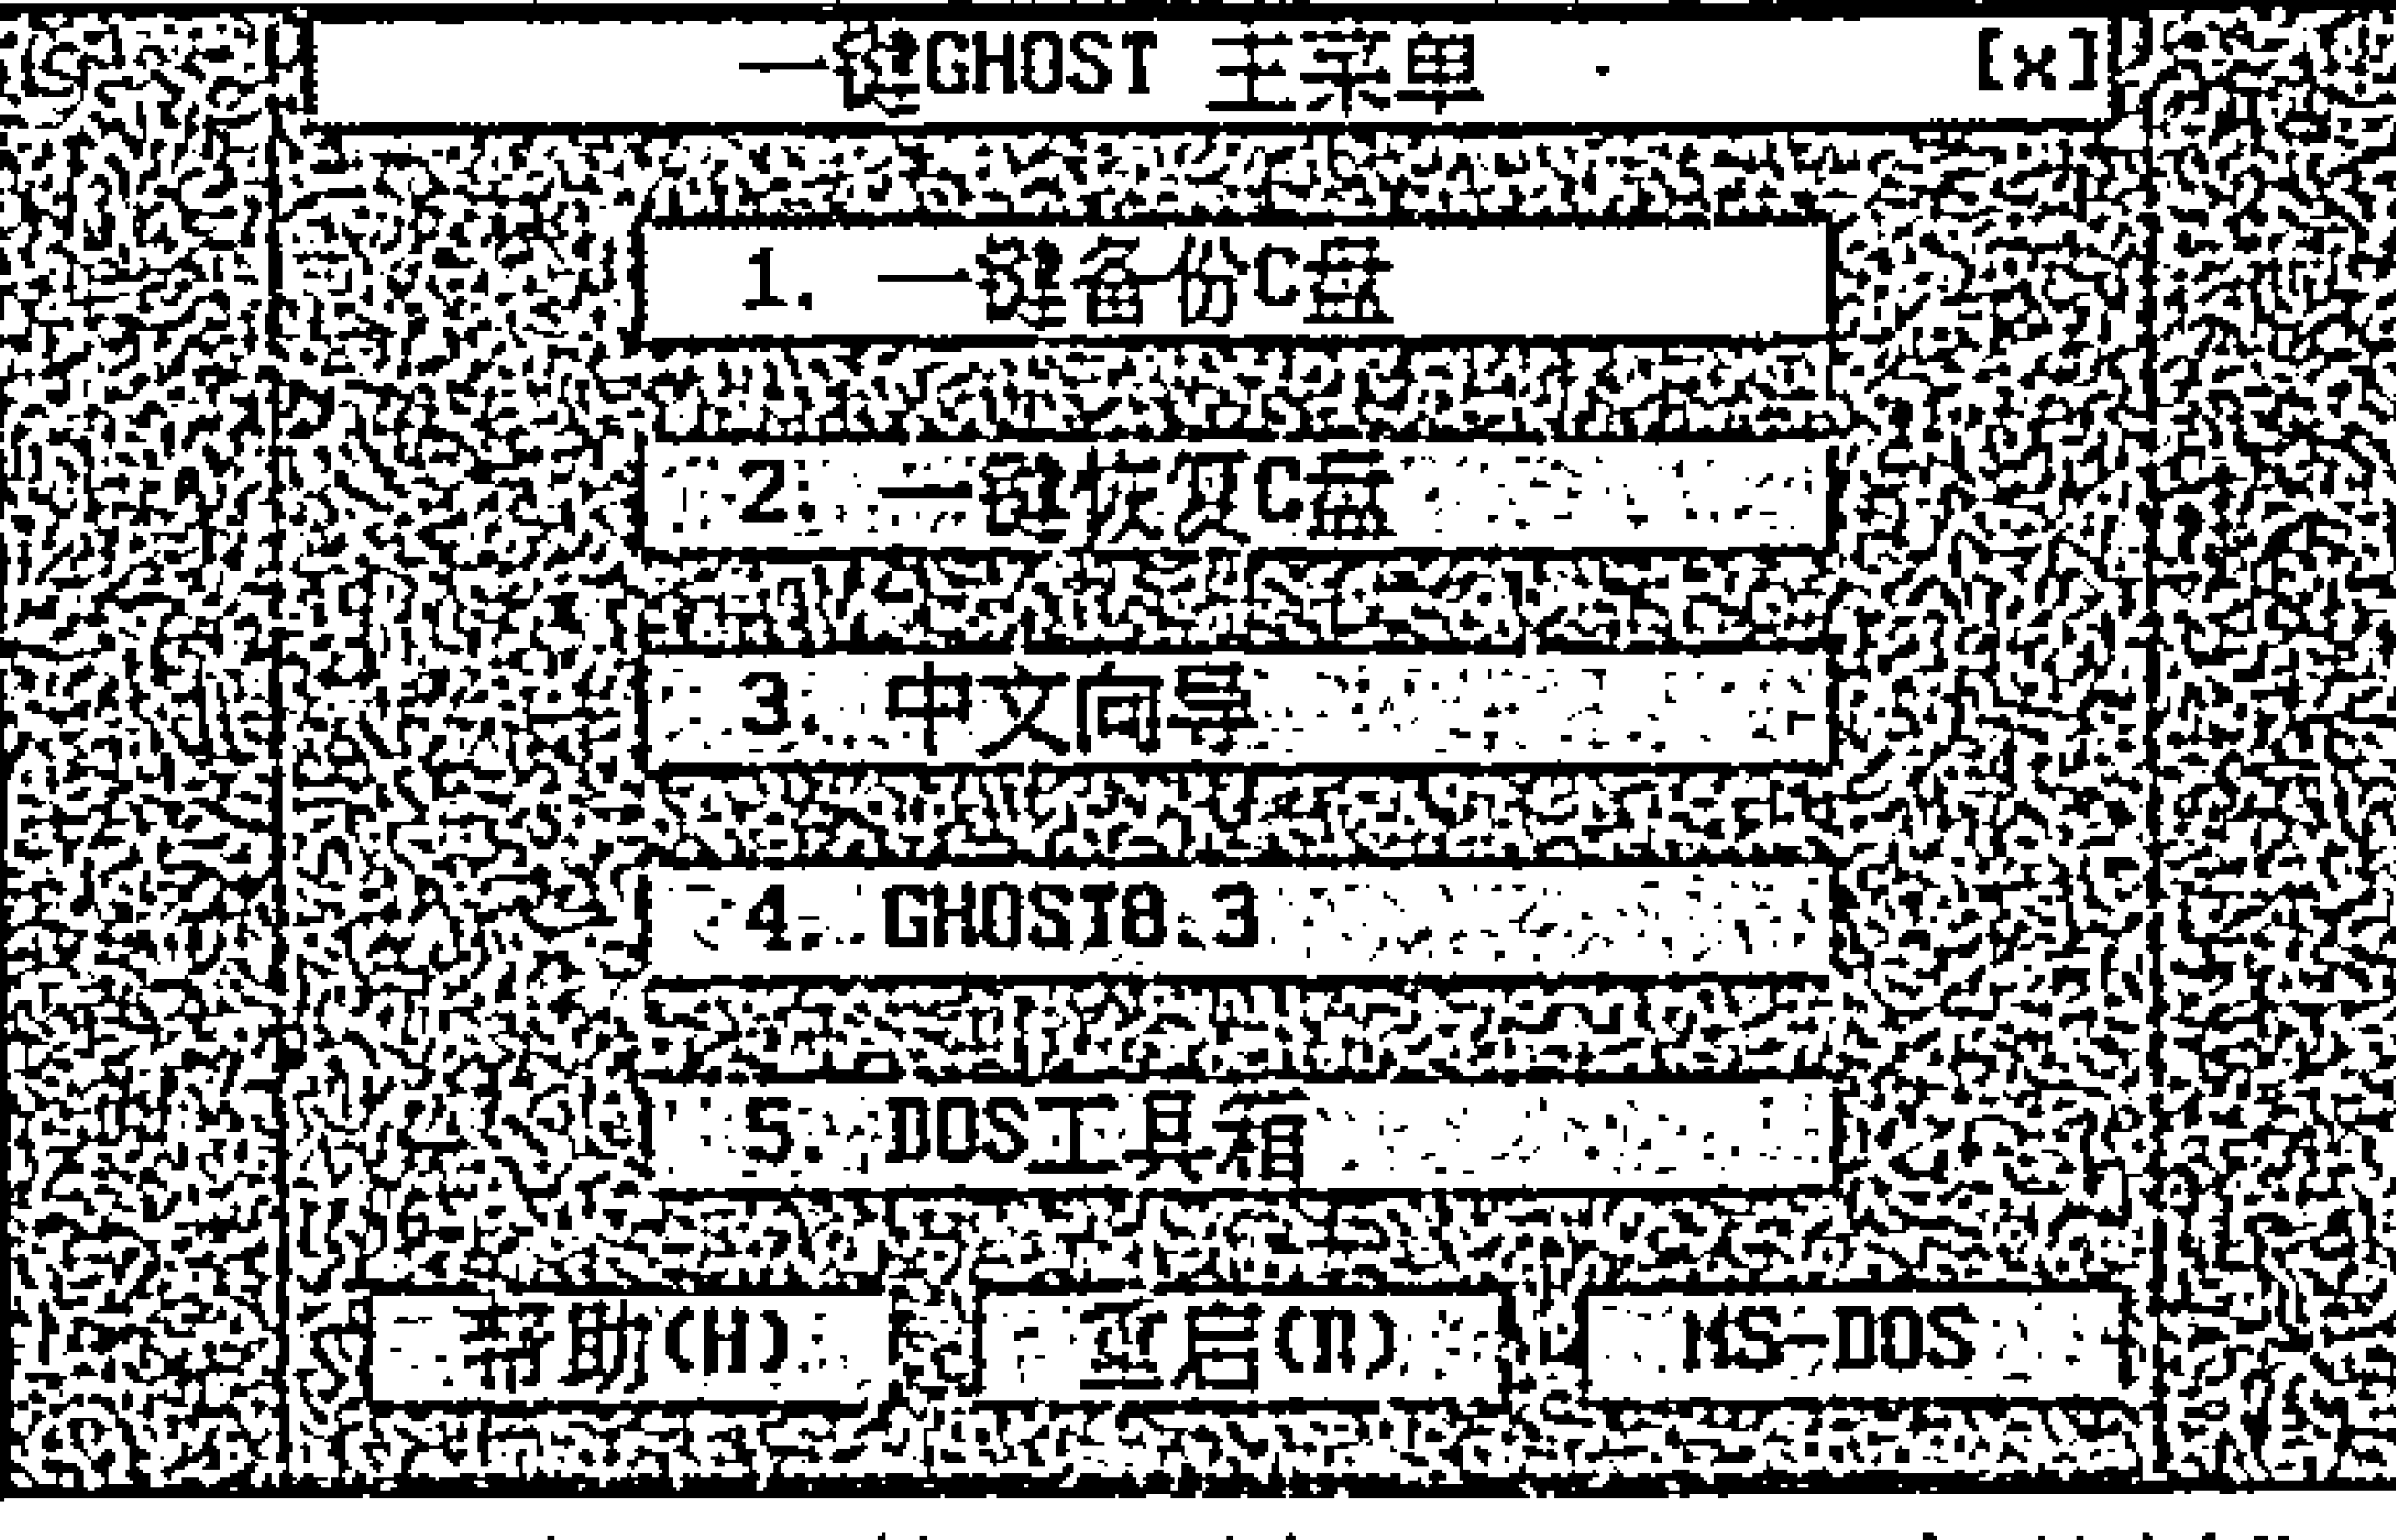 一键GHOST 主菜单 [x]
1. 一键备份C盘
2. 一键恢复C盘
3. 中文向导
4. GHOST8.3
5. DOS工具箱
帮助(H) 重启(R) MS-DOS